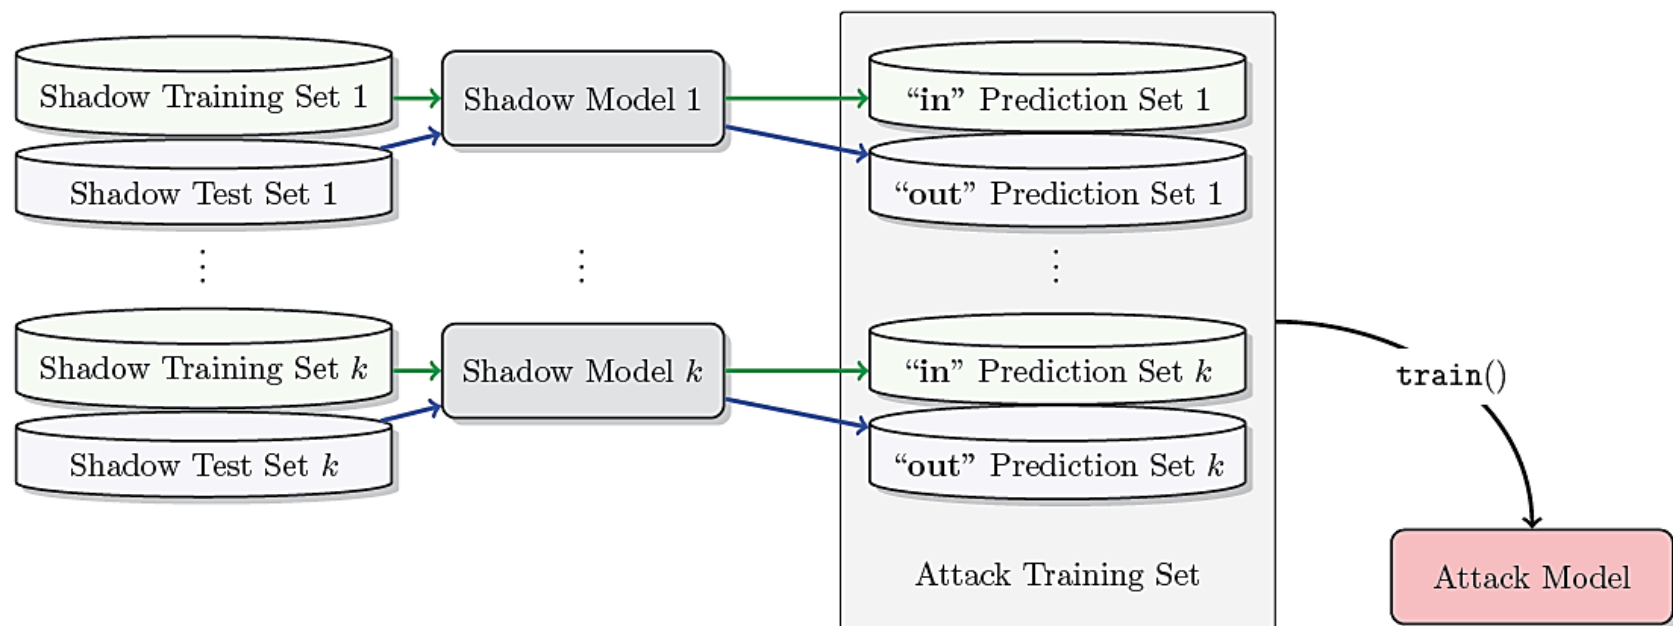 Shadow Training Set 1
Shadow Model 1
“in” Prediction Set 1
Shadow Test Set 1
“out” Prediction Set 1
⋮ ⋮ ⋮
Shadow Training Set k
Shadow Model k
“in” Prediction Set k
Shadow Test Set k
“out” Prediction Set k
train()
Attack Training Set
Attack Model